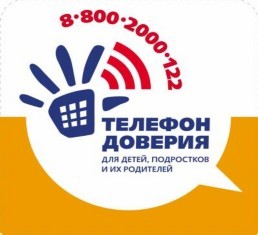 8·800·2000·122
ТЕЛЕФОН
ДОВЕРИЯ
ДЛЯ ДЕТЕЙ, ПОДРОСТКОВ
И ИХ РОДИТЕЛЕЙ